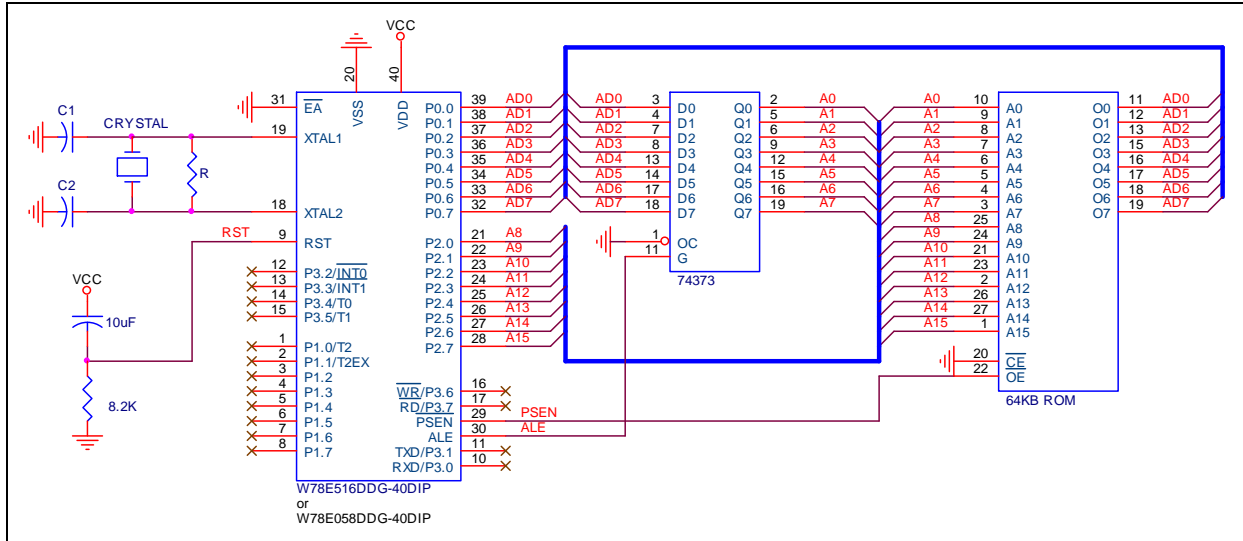 VCC
20
40
31
EA
VSS
VDD
C1
CRYSTAL
19
XTAL1
R
C2
18
XTAL2
RST
9
RST
VCC
10uF
8.2K
12 P3.2/INT0
13 P3.3/INT1
14 P3.4/T0
15 P3.5/T1
1 P1.0/T2
2 P1.1/T2EX
3 P1.2
4 P1.3
5 P1.4
6 P1.5
7 P1.6
8 P1.7
P0.0 39 AD0
P0.1 38 AD1
P0.2 37 AD2
P0.3 36 AD3
P0.4 35 AD4
P0.5 34 AD5
P0.6 33 AD6
P0.7 32 AD7
P2.0 21 A8
P2.1 22 A9
P2.2 23 A10
P2.3 24 A11
P2.4 25 A12
P2.5 26 A13
P2.6 27 A14
P2.7 28 A15
WR/P3.6 16
RD/P3.7 17
PSEN 29 PSEN
ALE 30 ALE
TXD/P3.1 11
RXD/P3.0 10
W78E516DDG-40DIP
or
W78E058DDG-40DIP
AD0 3 D0 Q0 2 A0
AD1 4 D1 Q1 5 A1
AD2 7 D2 Q2 6 A2
AD3 8 D3 Q3 9 A3
AD4 13 D4 Q4 12 A4
AD5 14 D5 Q5 15 A5
AD6 17 D6 Q6 16 A6
AD7 18 D7 Q7 19 A7
1 OC
11 G
74373
A0 10 A0 O0 11 AD0
A1 9 A1 O1 12 AD1
A2 8 A2 O2 13 AD2
A3 7 A3 O3 15 AD3
A4 6 A4 O4 16 AD4
A5 5 A5 O5 17 AD5
A6 4 A6 O6 18 AD6
A7 3 A7 O7 19 AD7
A8 25 A8
A9 24 A9
A10 21 A10
A11 23 A11
A12 2 A12
A13 26 A13
A14 27 A14
A15 1 A15
20 CE
22 OE
64KB ROM